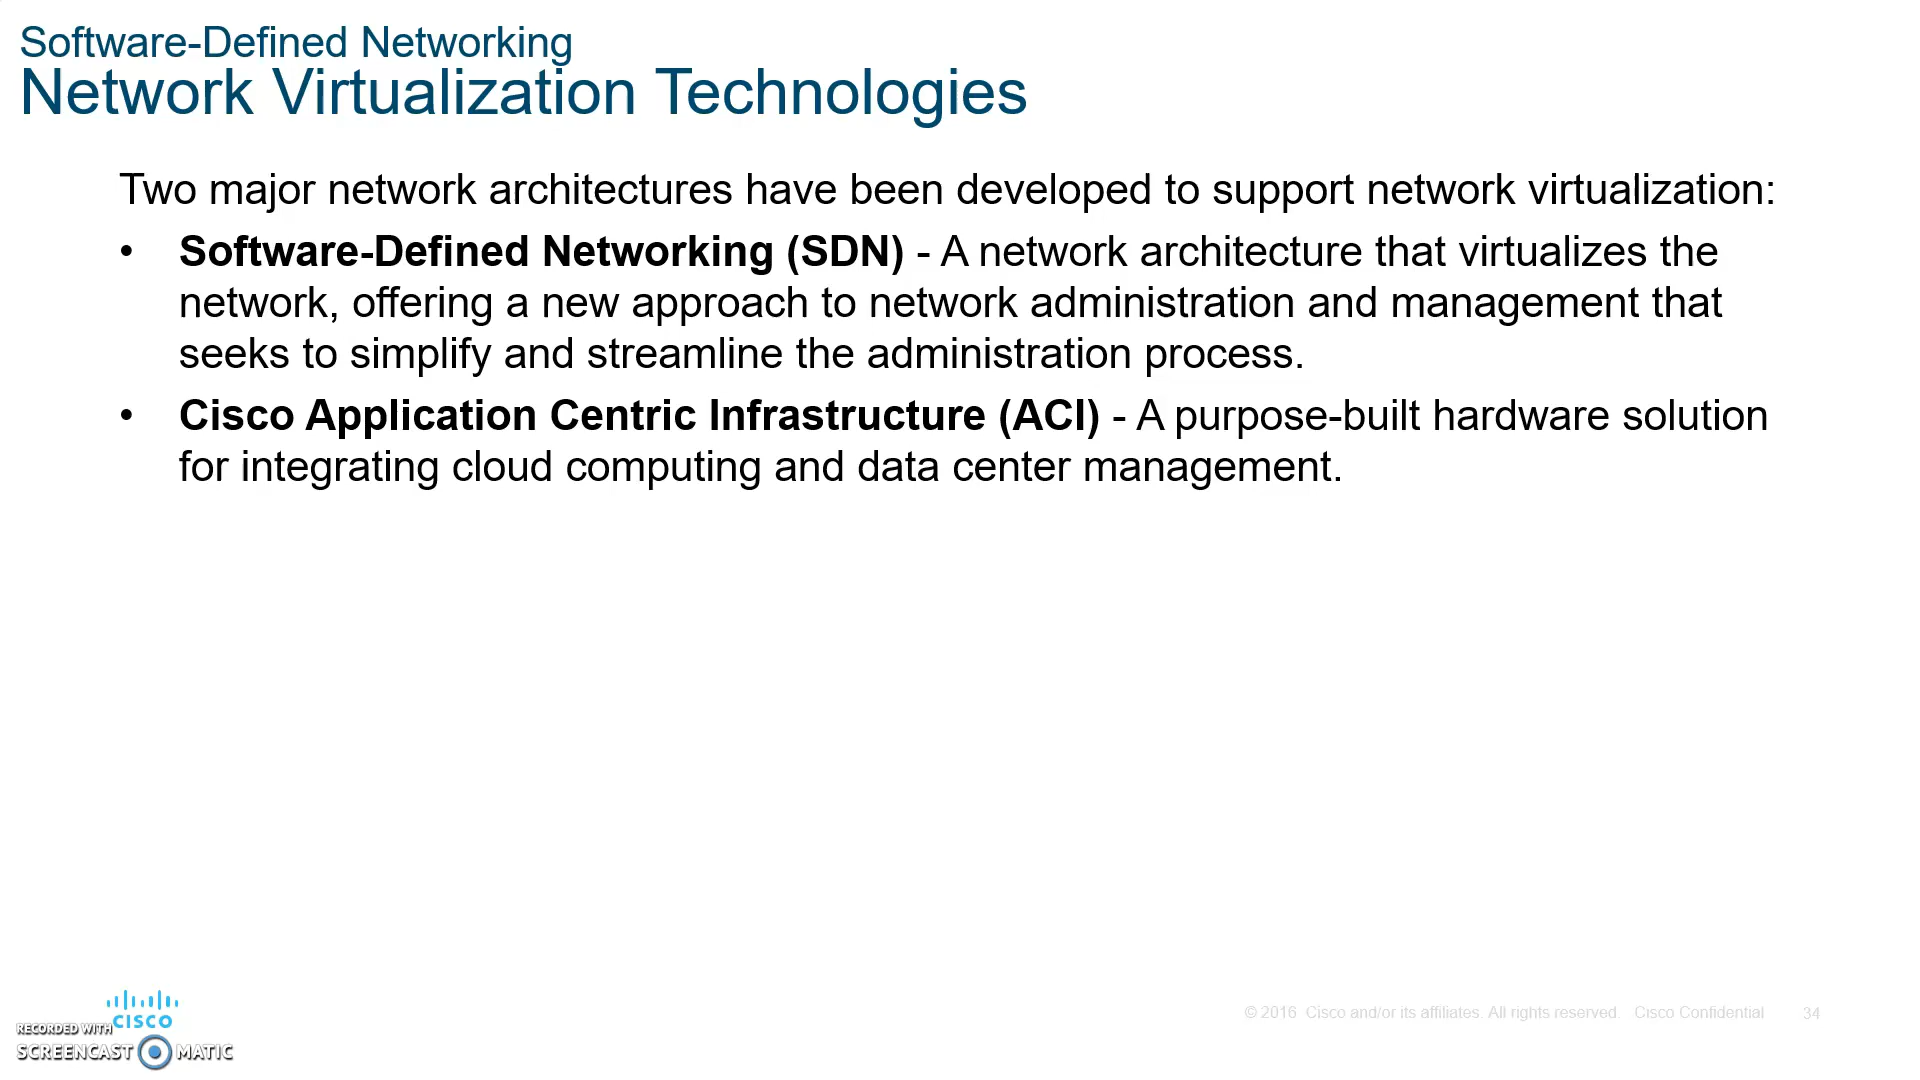 Software-Defined Networking
Network Virtualization Technologies
Two major network architectures have been developed to support network virtualization:
• Software-Defined Networking (SDN) - A network architecture that virtualizes the
network, offering a new approach to network administration and management that
seeks to simplify and streamline the administration process.
• Cisco Application Centric Infrastructure (ACI) - A purpose-built hardware solution
for integrating cloud computing and data center management.
CISCO
RECORDED WITH
SCREENCAST MATIC
© 2016 Cisco and/or its affiliates. All rights reserved. Cisco Confidential 34